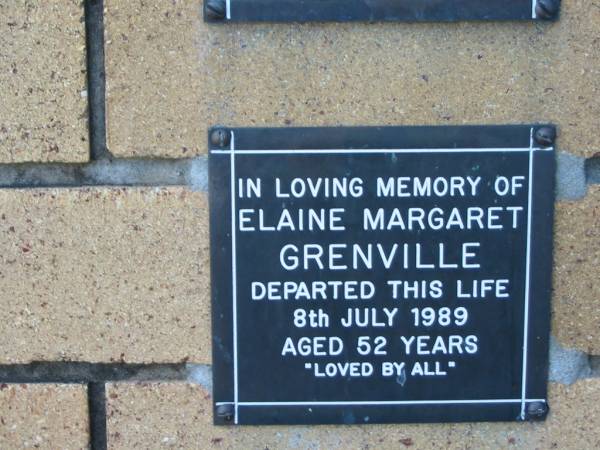 IN LOVING MEMORY OF
ELAINE MARGARET
GRENVILLE
DEPARTED THIS LIFE
8th JULY 1989
AGED 52 YEARS
"LOVED BY ALL"